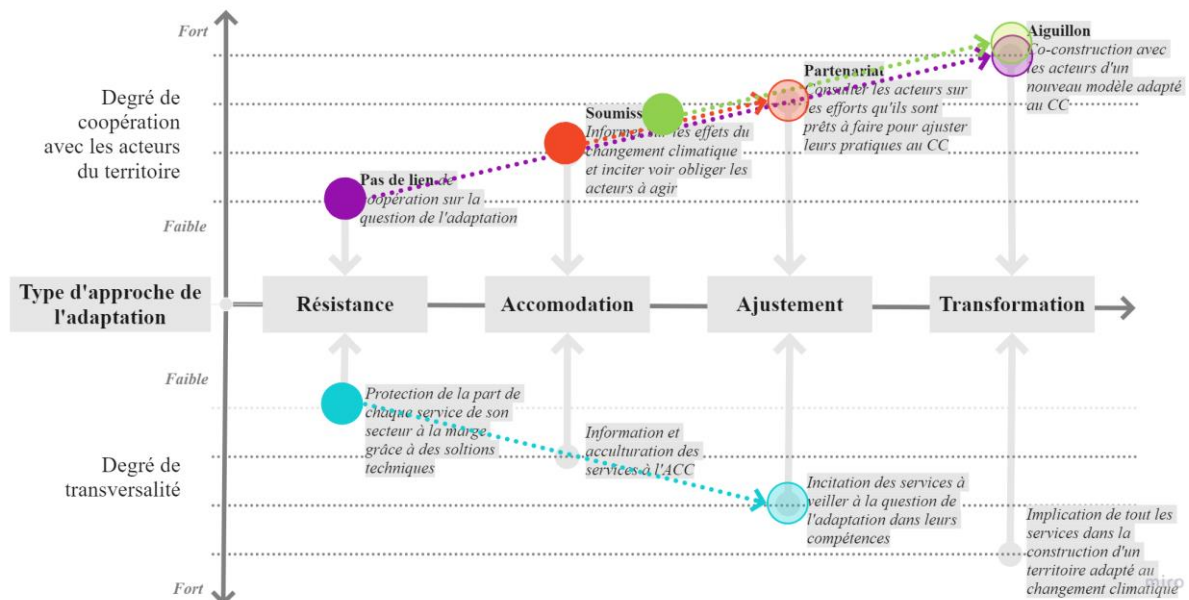 Fort
Degré de
coopération
avec les acteurs
du territoire
Faible
Aiguillon
Co-construction avec
les acteurs d'un
nouveau modèle adapté
au CC
Partenariat
Consulter les acteurs sur
les efforts qu'ils sont
prêts à faire pour ajuster
leurs pratiques au CC
Soumiss
Informer sur les effets du
changement climatique
et inciter voir obliger les
acteurs à agir
Pas de lien de
coopération sur la
question de l'adaptation
Type d'approche de
l'adaptation
Résistance
Accomodation
Ajustement
Transformation
Faible
Degré de
transversalité
Fort
Protection de la part de
chaque service de son
secteur à la marge
grâce à des soltions
techniques
Information et
acculturation des
services à l'ACC
Incitation des services à
veiller à la question de
l'adaptation dans leurs
compétences
Implication de tout les
services dans la
construction d'un
territoire adapté au
changement climatique
miro